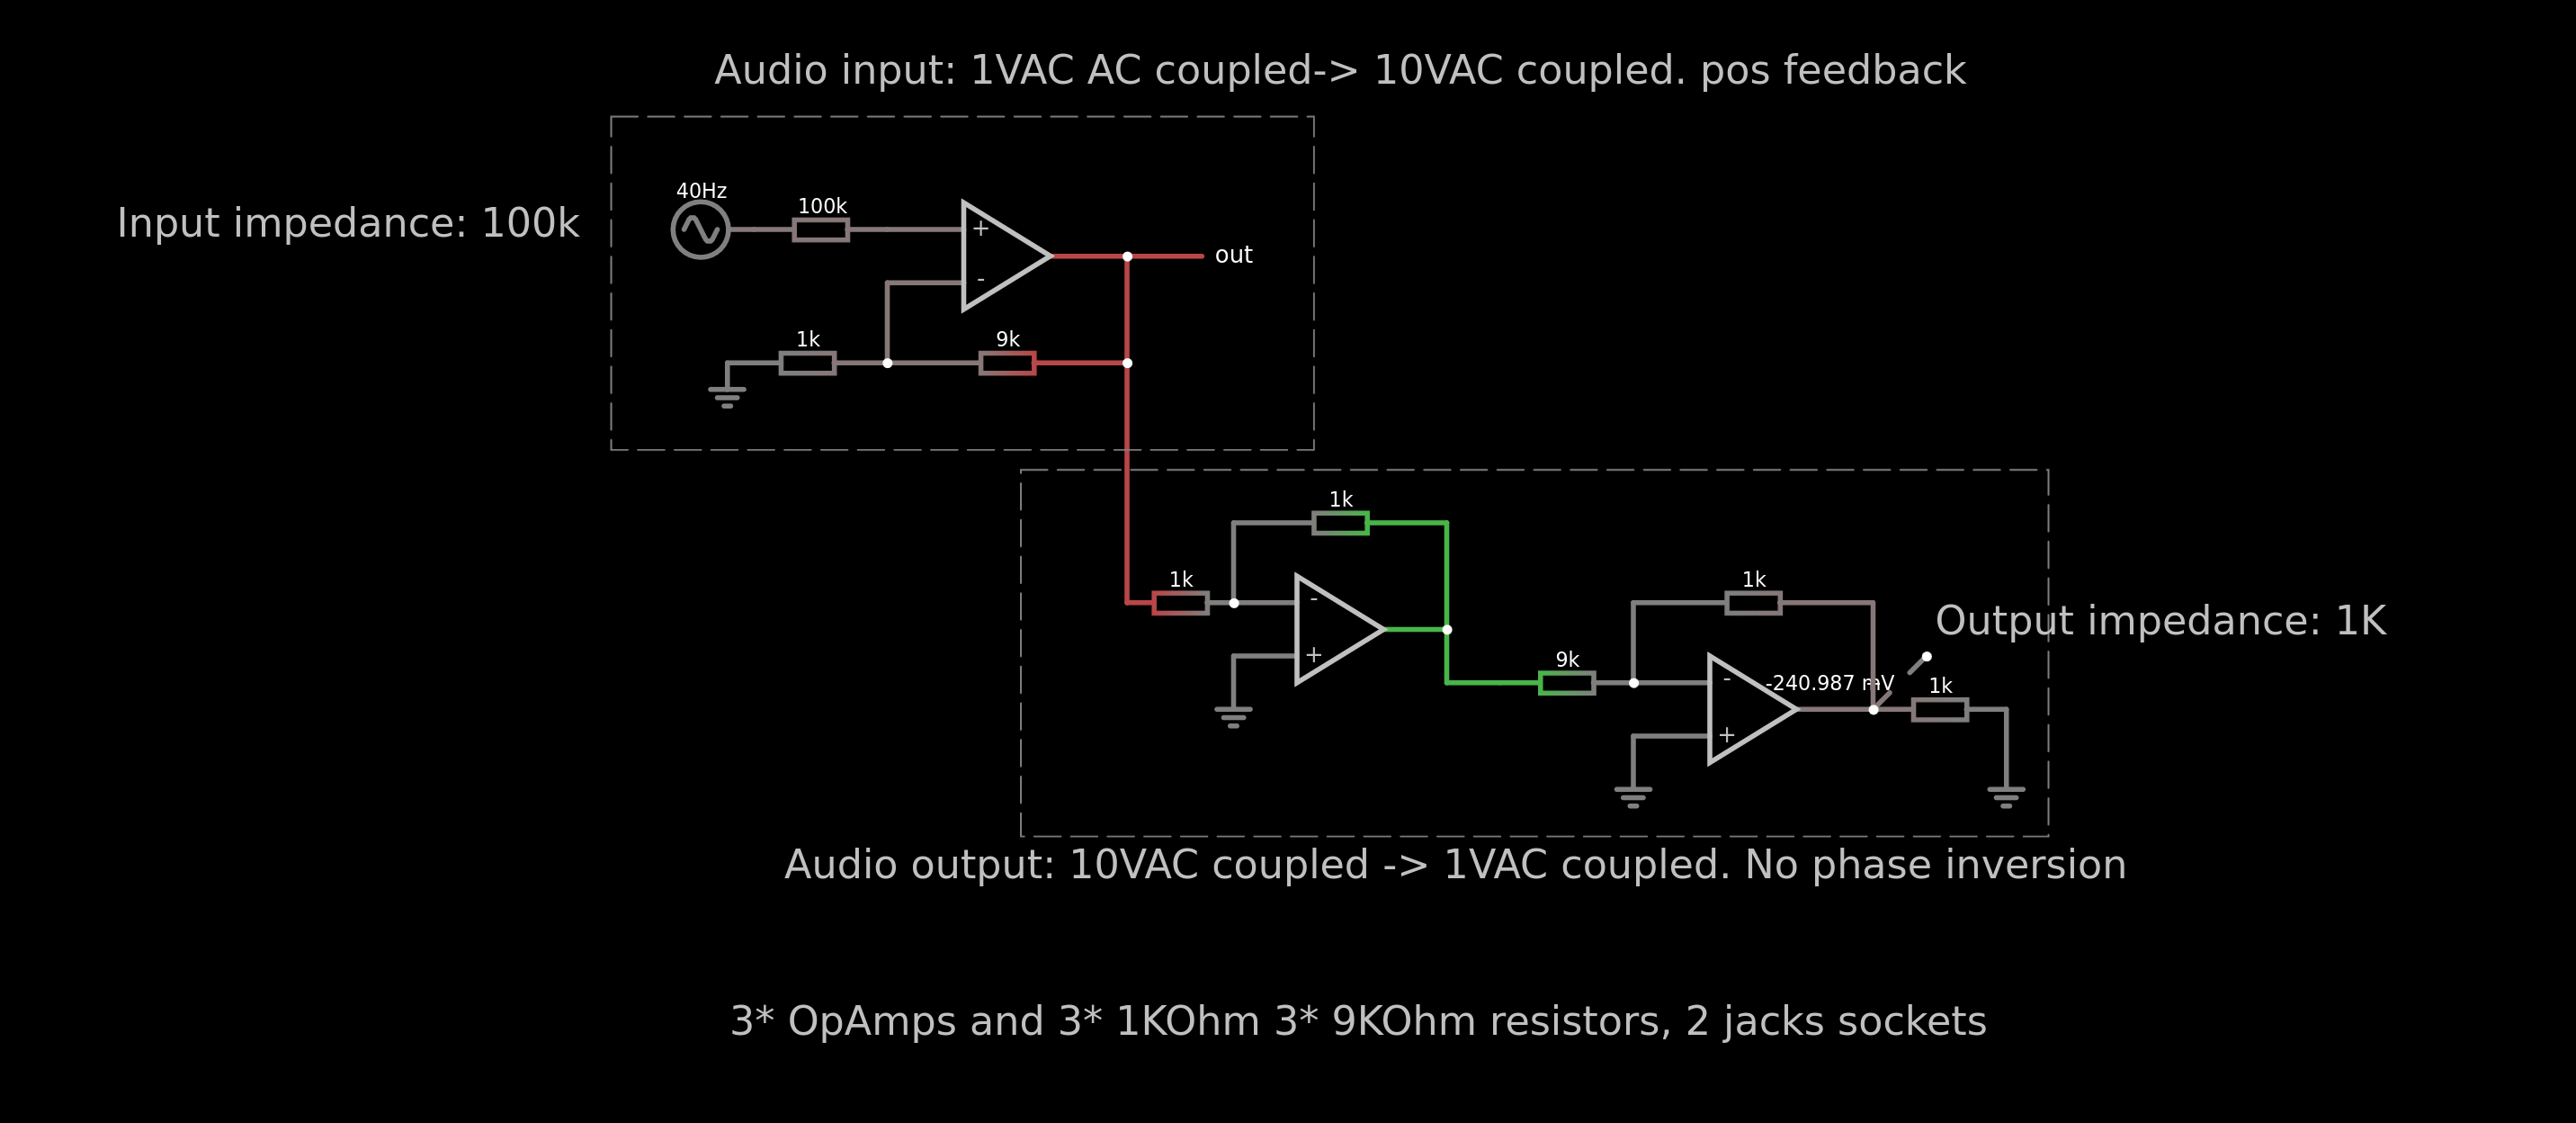 Audio input: 1VAC AC coupled-> 10VAC coupled. pos feedback
Input impedance: 100k
40Hz
100k
+
-
out
1k
9k
1k
1k
-
+
1k
9k
-
+
-240.987 mV
1k
Output impedance: 1K
Audio output: 10VAC coupled -> 1VAC coupled. No phase inversion
3* OpAmps and 3* 1KOhm 3* 9KOhm resistors, 2 jacks sockets